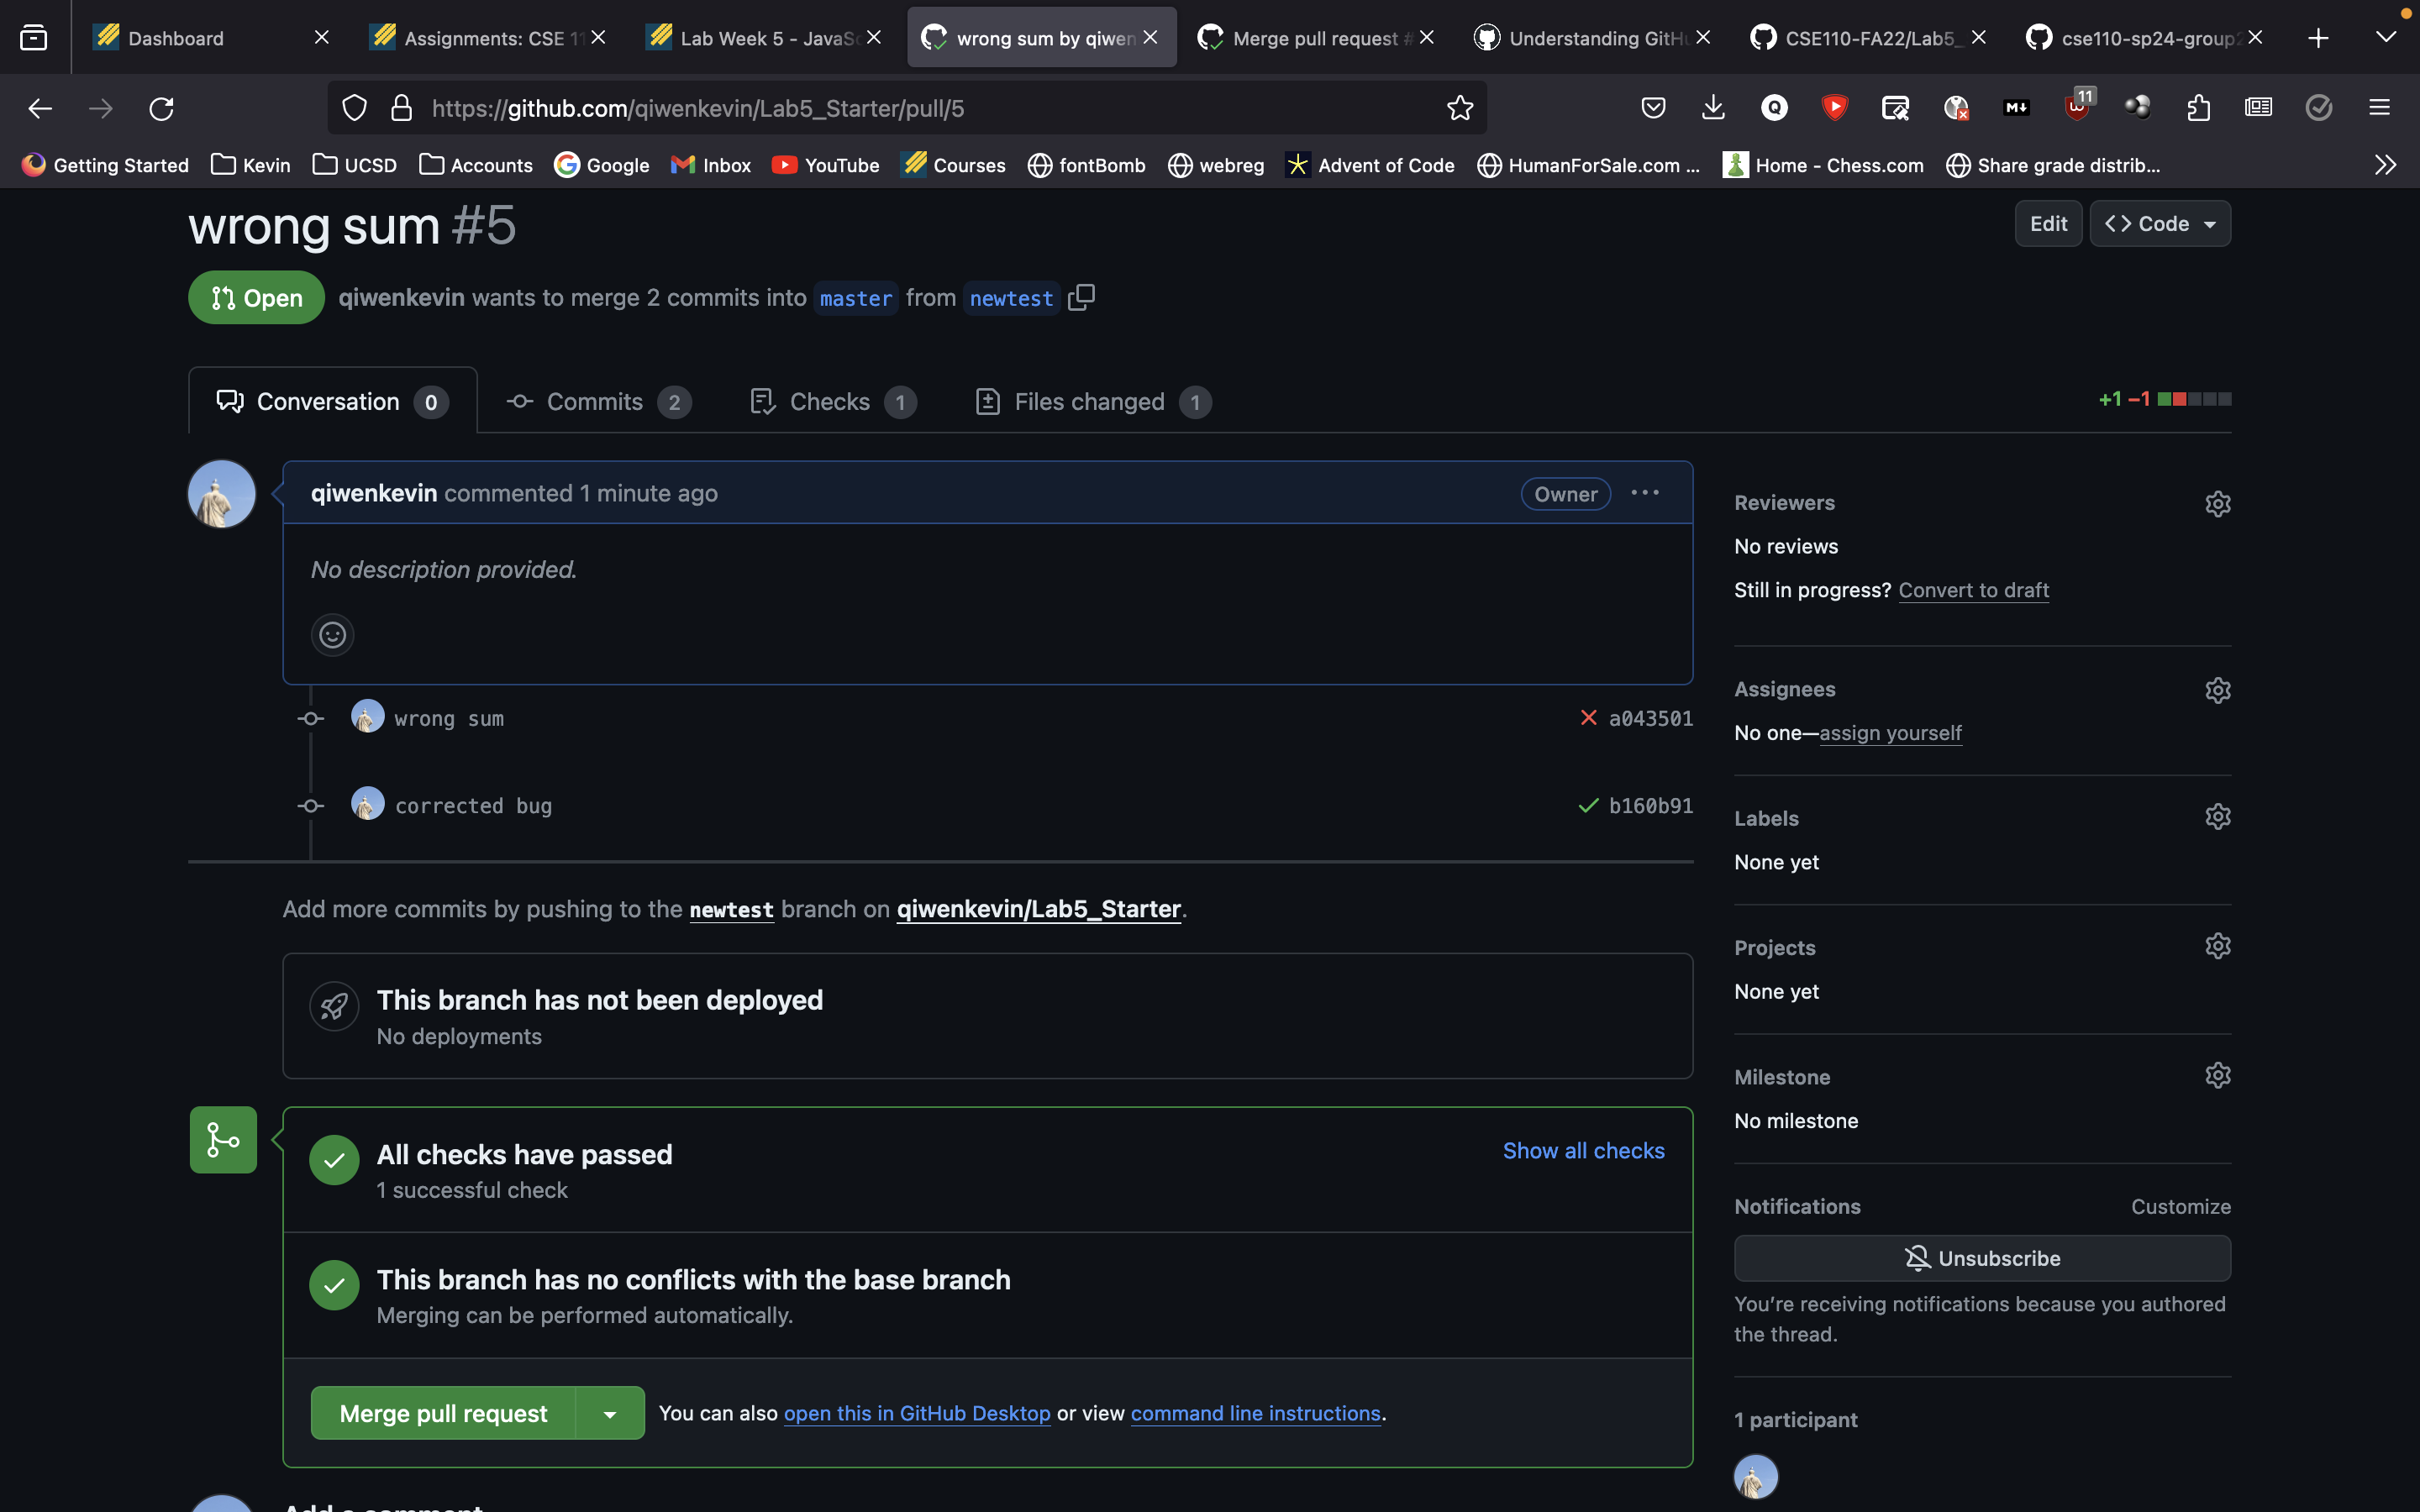 Dashboard
Assignments: CSE 11
Lab Week 5 - JavaSc
wrong sum by qiwen
Merge pull request #
Understanding GitHu
CSE110-FA22/Lab5_
cse110-sp24-group2
https://github.com/qiwenkevin/Lab5_Starter/pull/5
Q
M
11
Getting Started
Kevin
UCSD
Accounts
Google
Inbox
YouTube
Courses
fontBomb
webreg
Advent of Code
HumanForSale.com ...
Home - Chess.com
Share grade distrib...
wrong sum #5
Edit
Code
Open
qiwenkevin wants to merge 2 commits into master from newtest
Conversation 0
Commits 2
Checks 1
Files changed 1
+1 −1
qiwenkevin commented 1 minute ago
Owner
No description provided.
wrong sum
a043501
corrected bug
b160b91
Add more commits by pushing to the newtest branch on qiwenkevin/Lab5_Starter.
This branch has not been deployed
No deployments
All checks have passed
1 successful check
Show all checks
This branch has no conflicts with the base branch
Merging can be performed automatically.
Merge pull request
You can also open this in GitHub Desktop or view command line instructions.
Add a comment
Reviewers
No reviews
Still in progress? Convert to draft
Assignees
No one—assign yourself
Labels
None yet
Projects
None yet
Milestone
No milestone
Notifications
Customize
Unsubscribe
You're receiving notifications because you authored
the thread.
1 participant